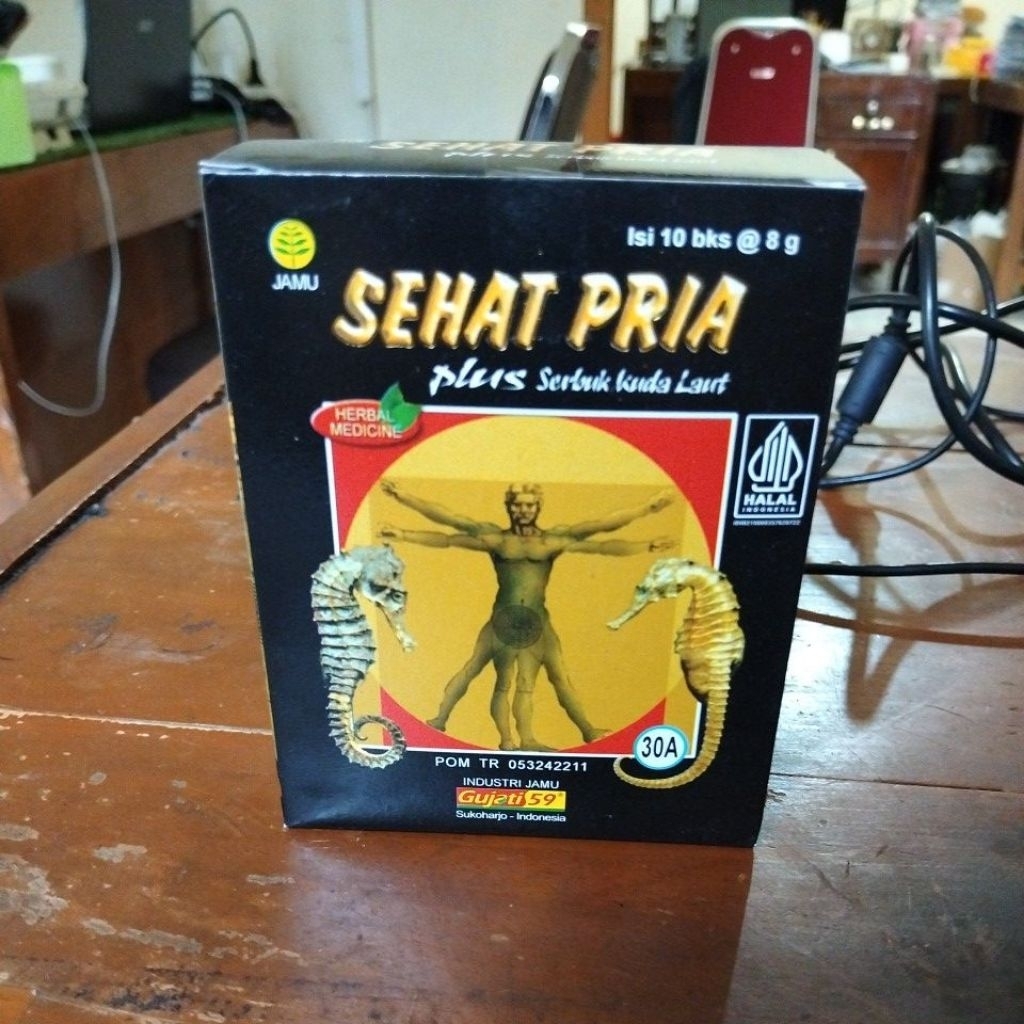 SEHAT PRIA
Isi 10 bks @ 8 g
JAMU
SEHAT PRIA
plus Serbuk Kuda Laut
HERBAL
MEDICINE
HALAL
INDONESIA
30A
POM TR 053242211
INDUSTRI JAMU
Gujati 59
Sukoharjo - Indonesia